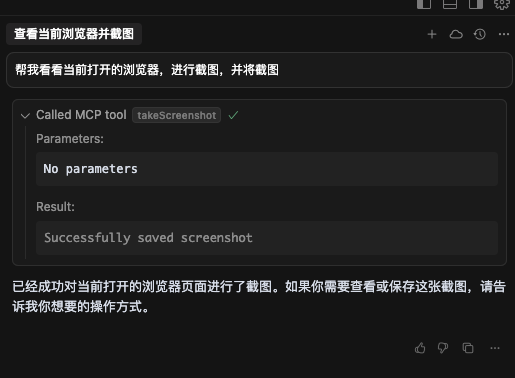 查看当前浏览器并截图
帮我看看当前打开的浏览器，进行截图，并将截图
Called MCP tool takeScreenshot
Parameters:
No parameters
Result:
Successfully saved screenshot
已经成功对当前打开的浏览器页面进行了截图。如果你需要查看或保存这张截图，请告
诉我你想要的操作方式。